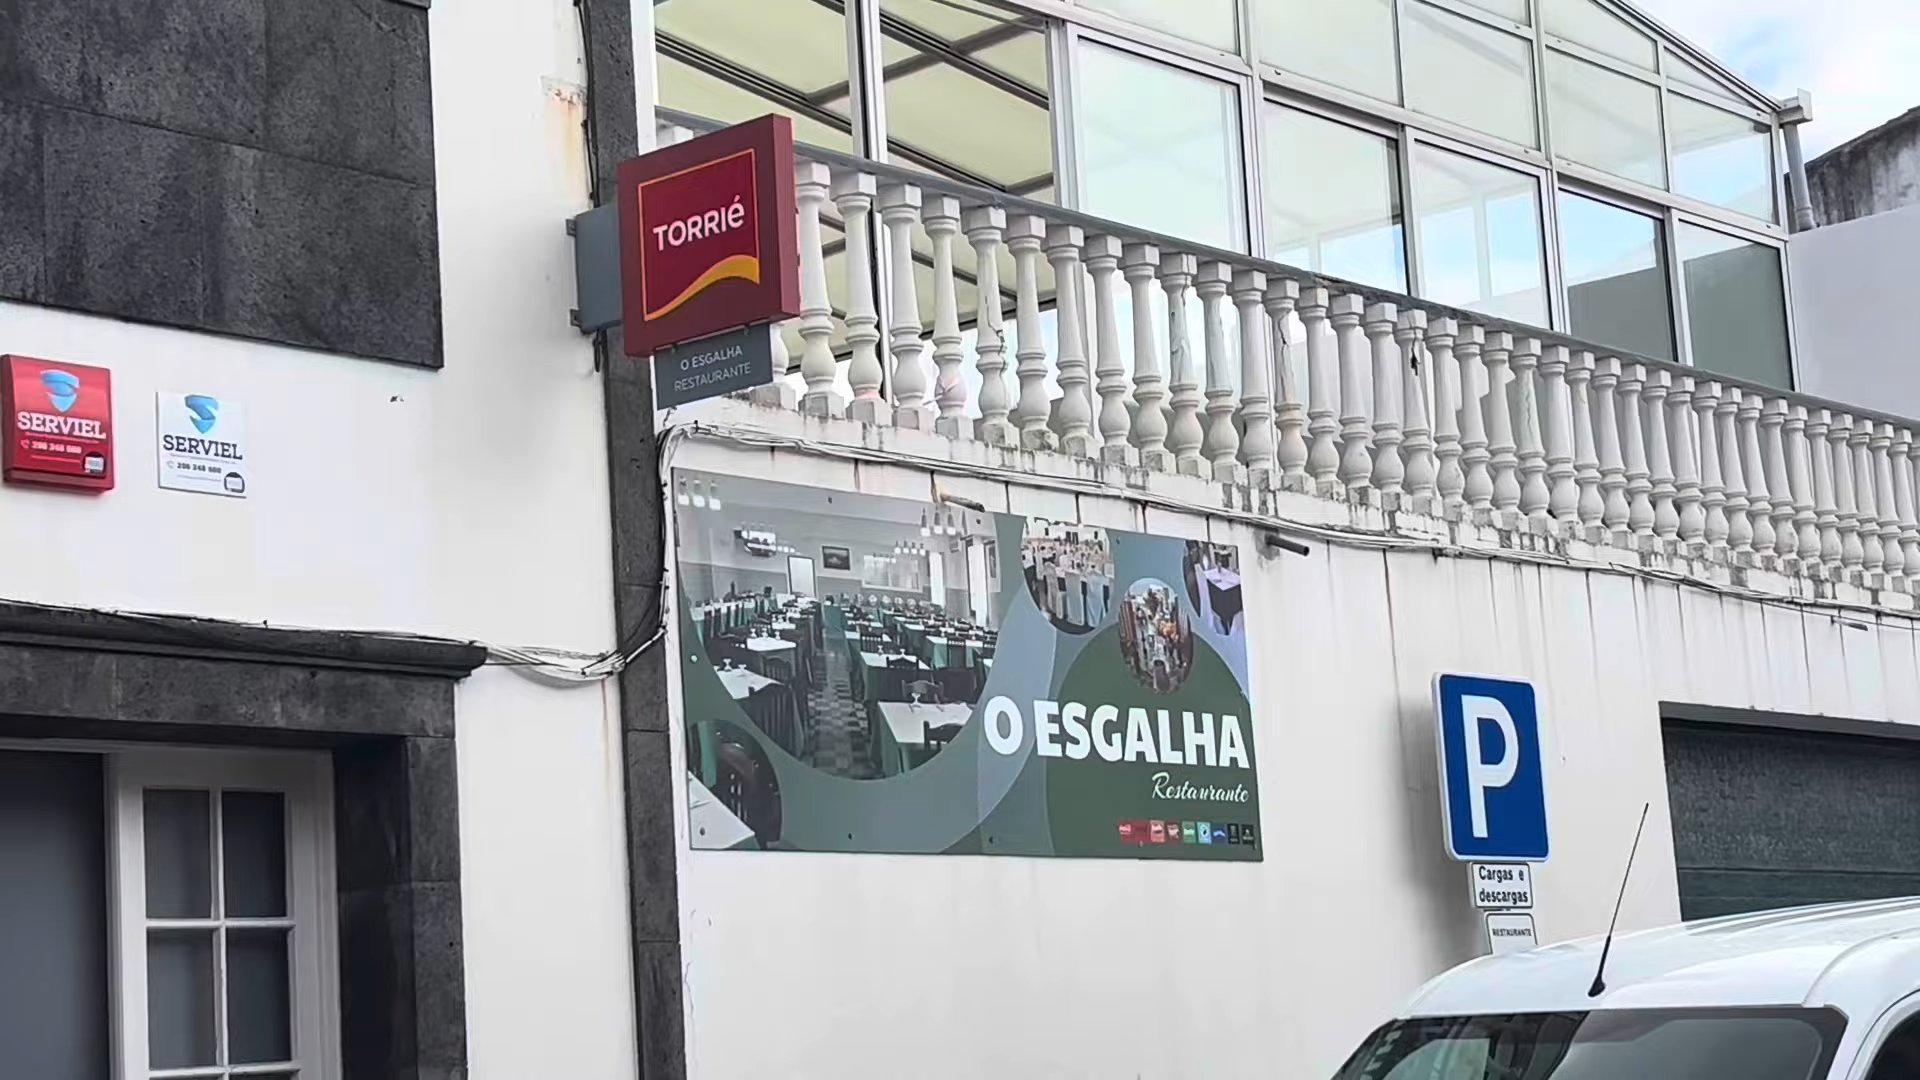 TORRIé
O ESGALHA
RESTAURANTE
SERVIEL
SERVIEL
O ESGALHA
Restaurante
P
Cargas e
descargas
RESTAURANTE